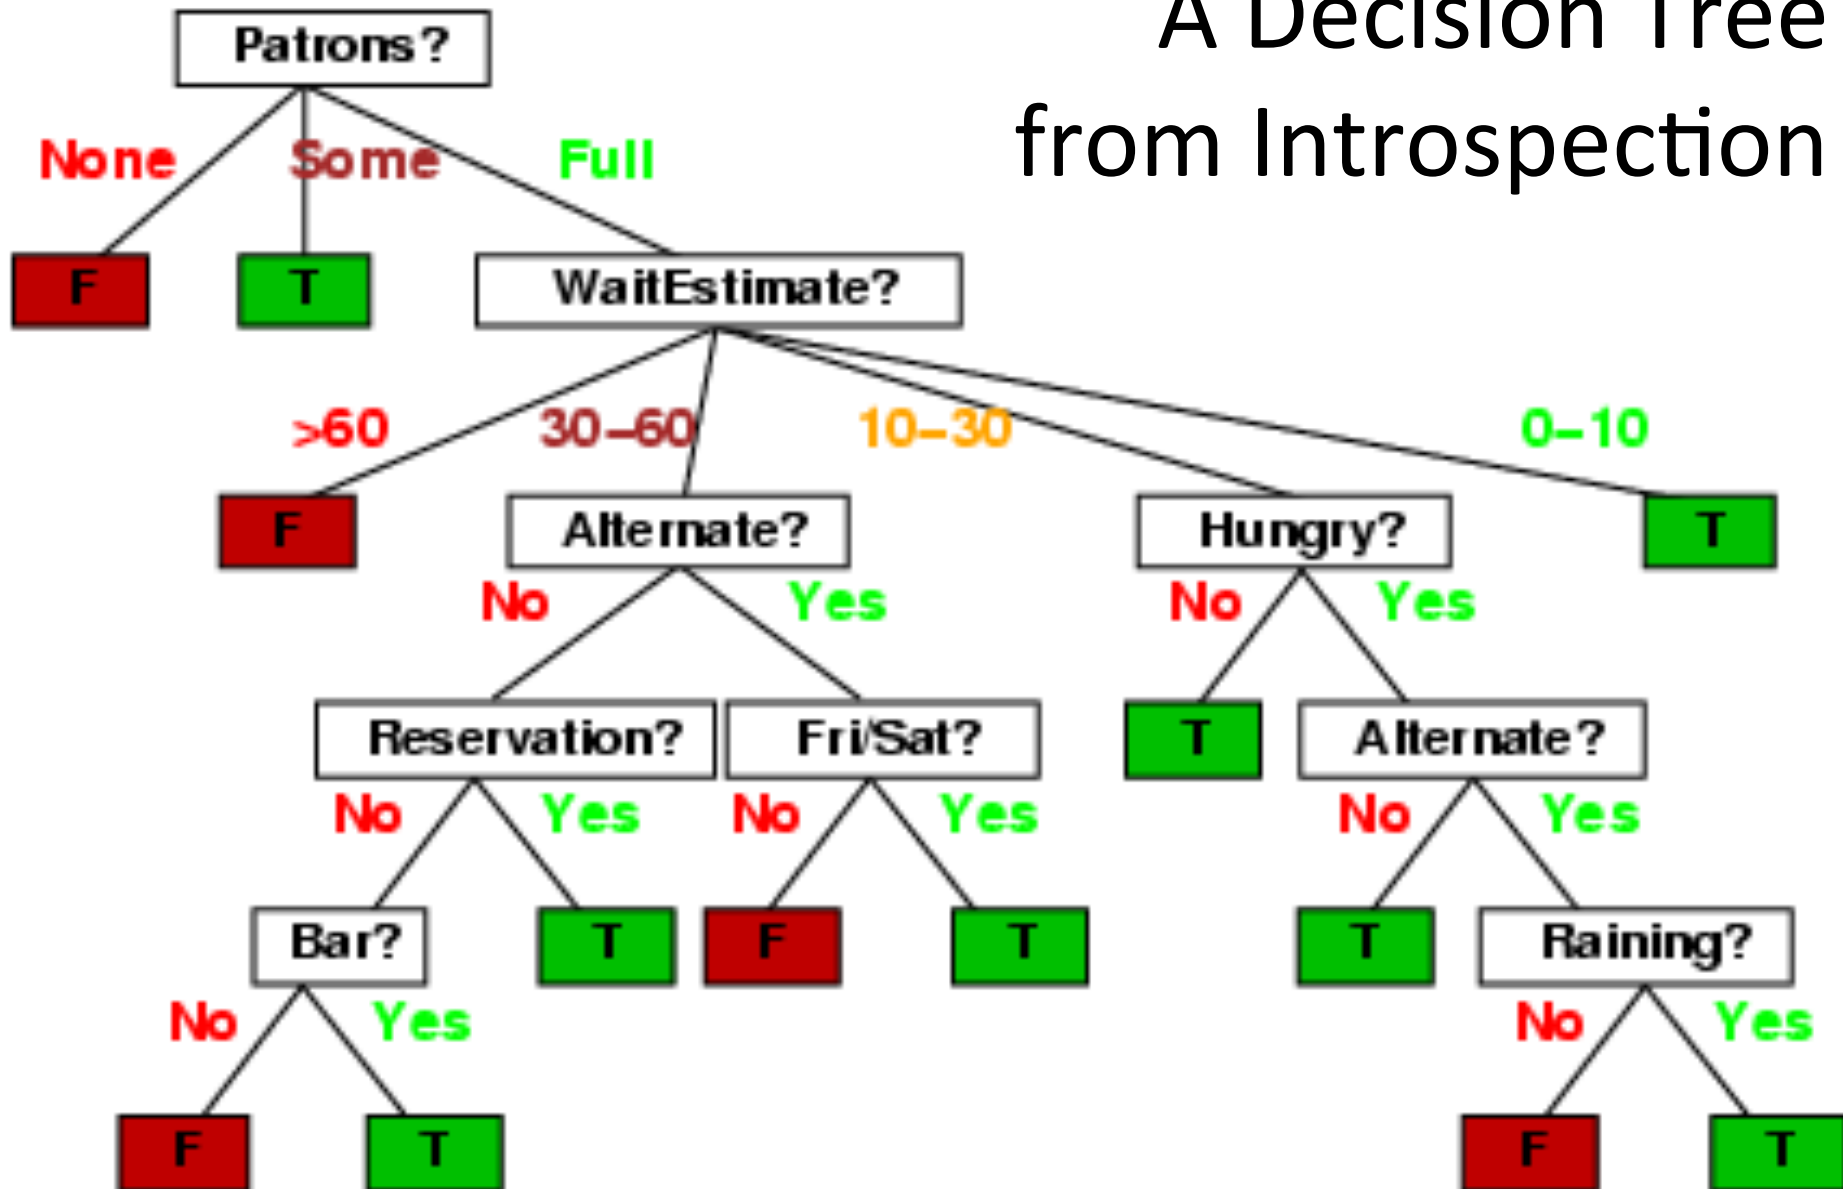 A Decision Tree
from Introspection
Patrons?
None Some Full
F T WaitEstimate?
>60 30–60 10–30 0–10
F Alternate? Hungry? T
No Yes No Yes
Reservation? Fri/Sat? T Alternate?
No Yes No Yes No Yes
Bar? T F T T Raining?
No Yes No Yes
F T F T